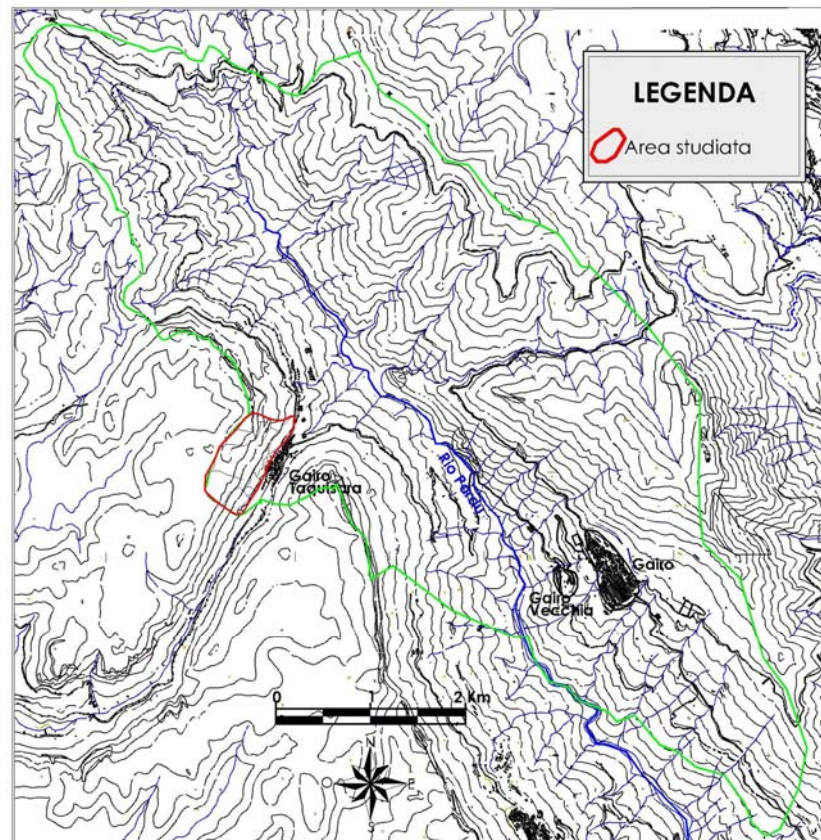 LEGENDA
Area studiata
Gairo
Taquisara
Rio Pardu
Gairo
Gairo
Vecchia
0 1 2 Km
N
O E
S